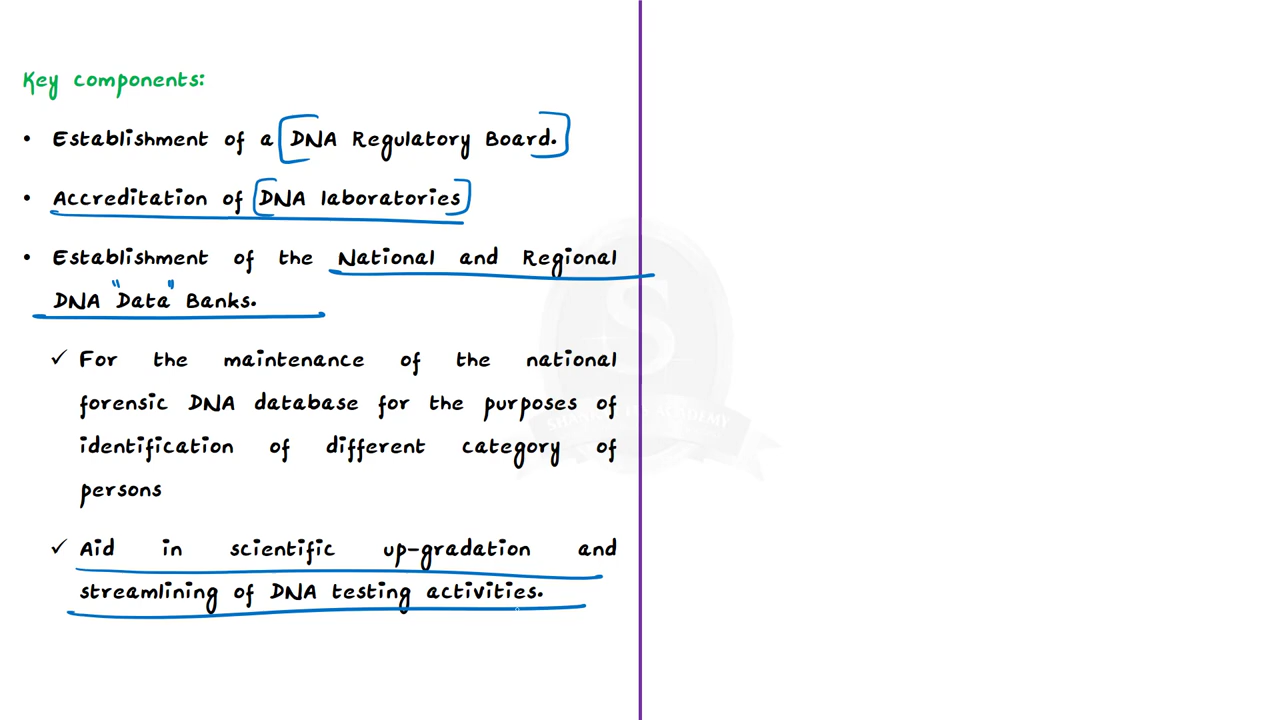 Key components:
• Establishment of a DNA Regulatory Board.
• Accreditation of DNA laboratories
• Establishment of the National and Regional
DNA "Data" Banks.
✓ For the maintenance of the national
forensic DNA database for the purposes of
identification of different category of
persons
✓ Aid in scientific up-gradation and
streamlining of DNA testing activities.